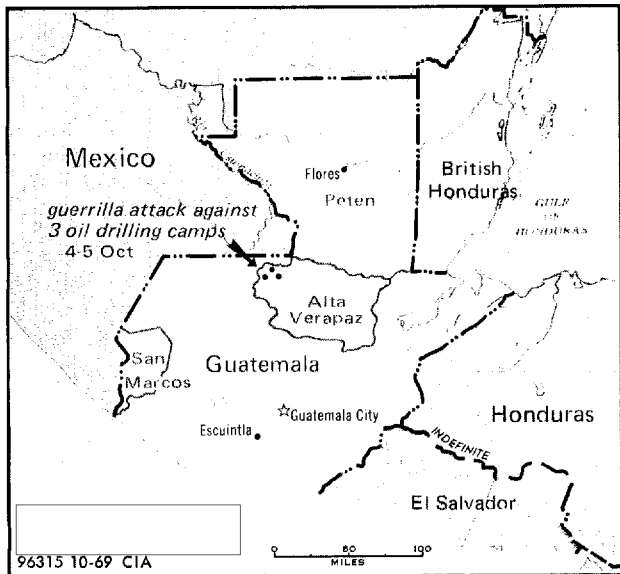 Mexico
Flores
Peten
British
Honduras
GULF
OF
HONDURAS
guerrilla attack against
3 oil drilling camps
4-5 Oct
Alta
Verapaz
San
Marcos
Guatemala
Guatemala City
Escuintla
Honduras
INDEFINITE
El Salvador
0 50 100
MILES
96315 10-69 CIA